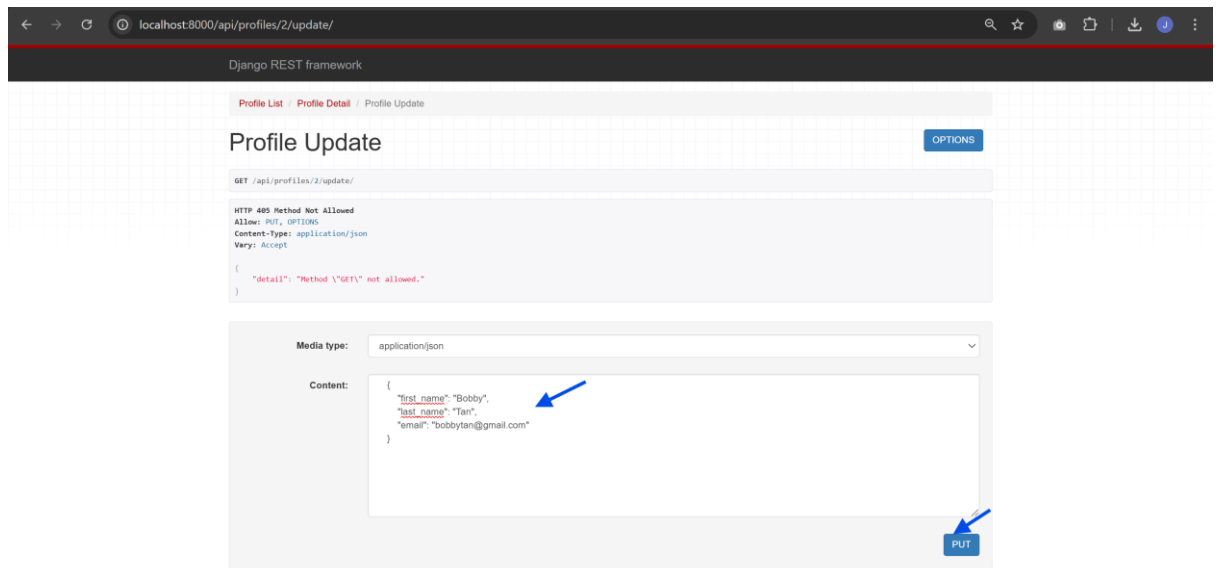 localhost:8000/api/profiles/2/update/
J
Django REST framework
Profile List / Profile Detail / Profile Update
Profile Update
OPTIONS
GET /api/profiles/2/update/
HTTP 405 Method Not Allowed
Allow: PUT, OPTIONS
Content-Type: application/json
Vary: Accept
{
"detail": "Method \"GET\" not allowed."
}
Media type:
application/json
Content:
{
"first_name": "Bobby",
"last_name": "Tan",
"email": "bobbytan@gmail.com"
}
PUT